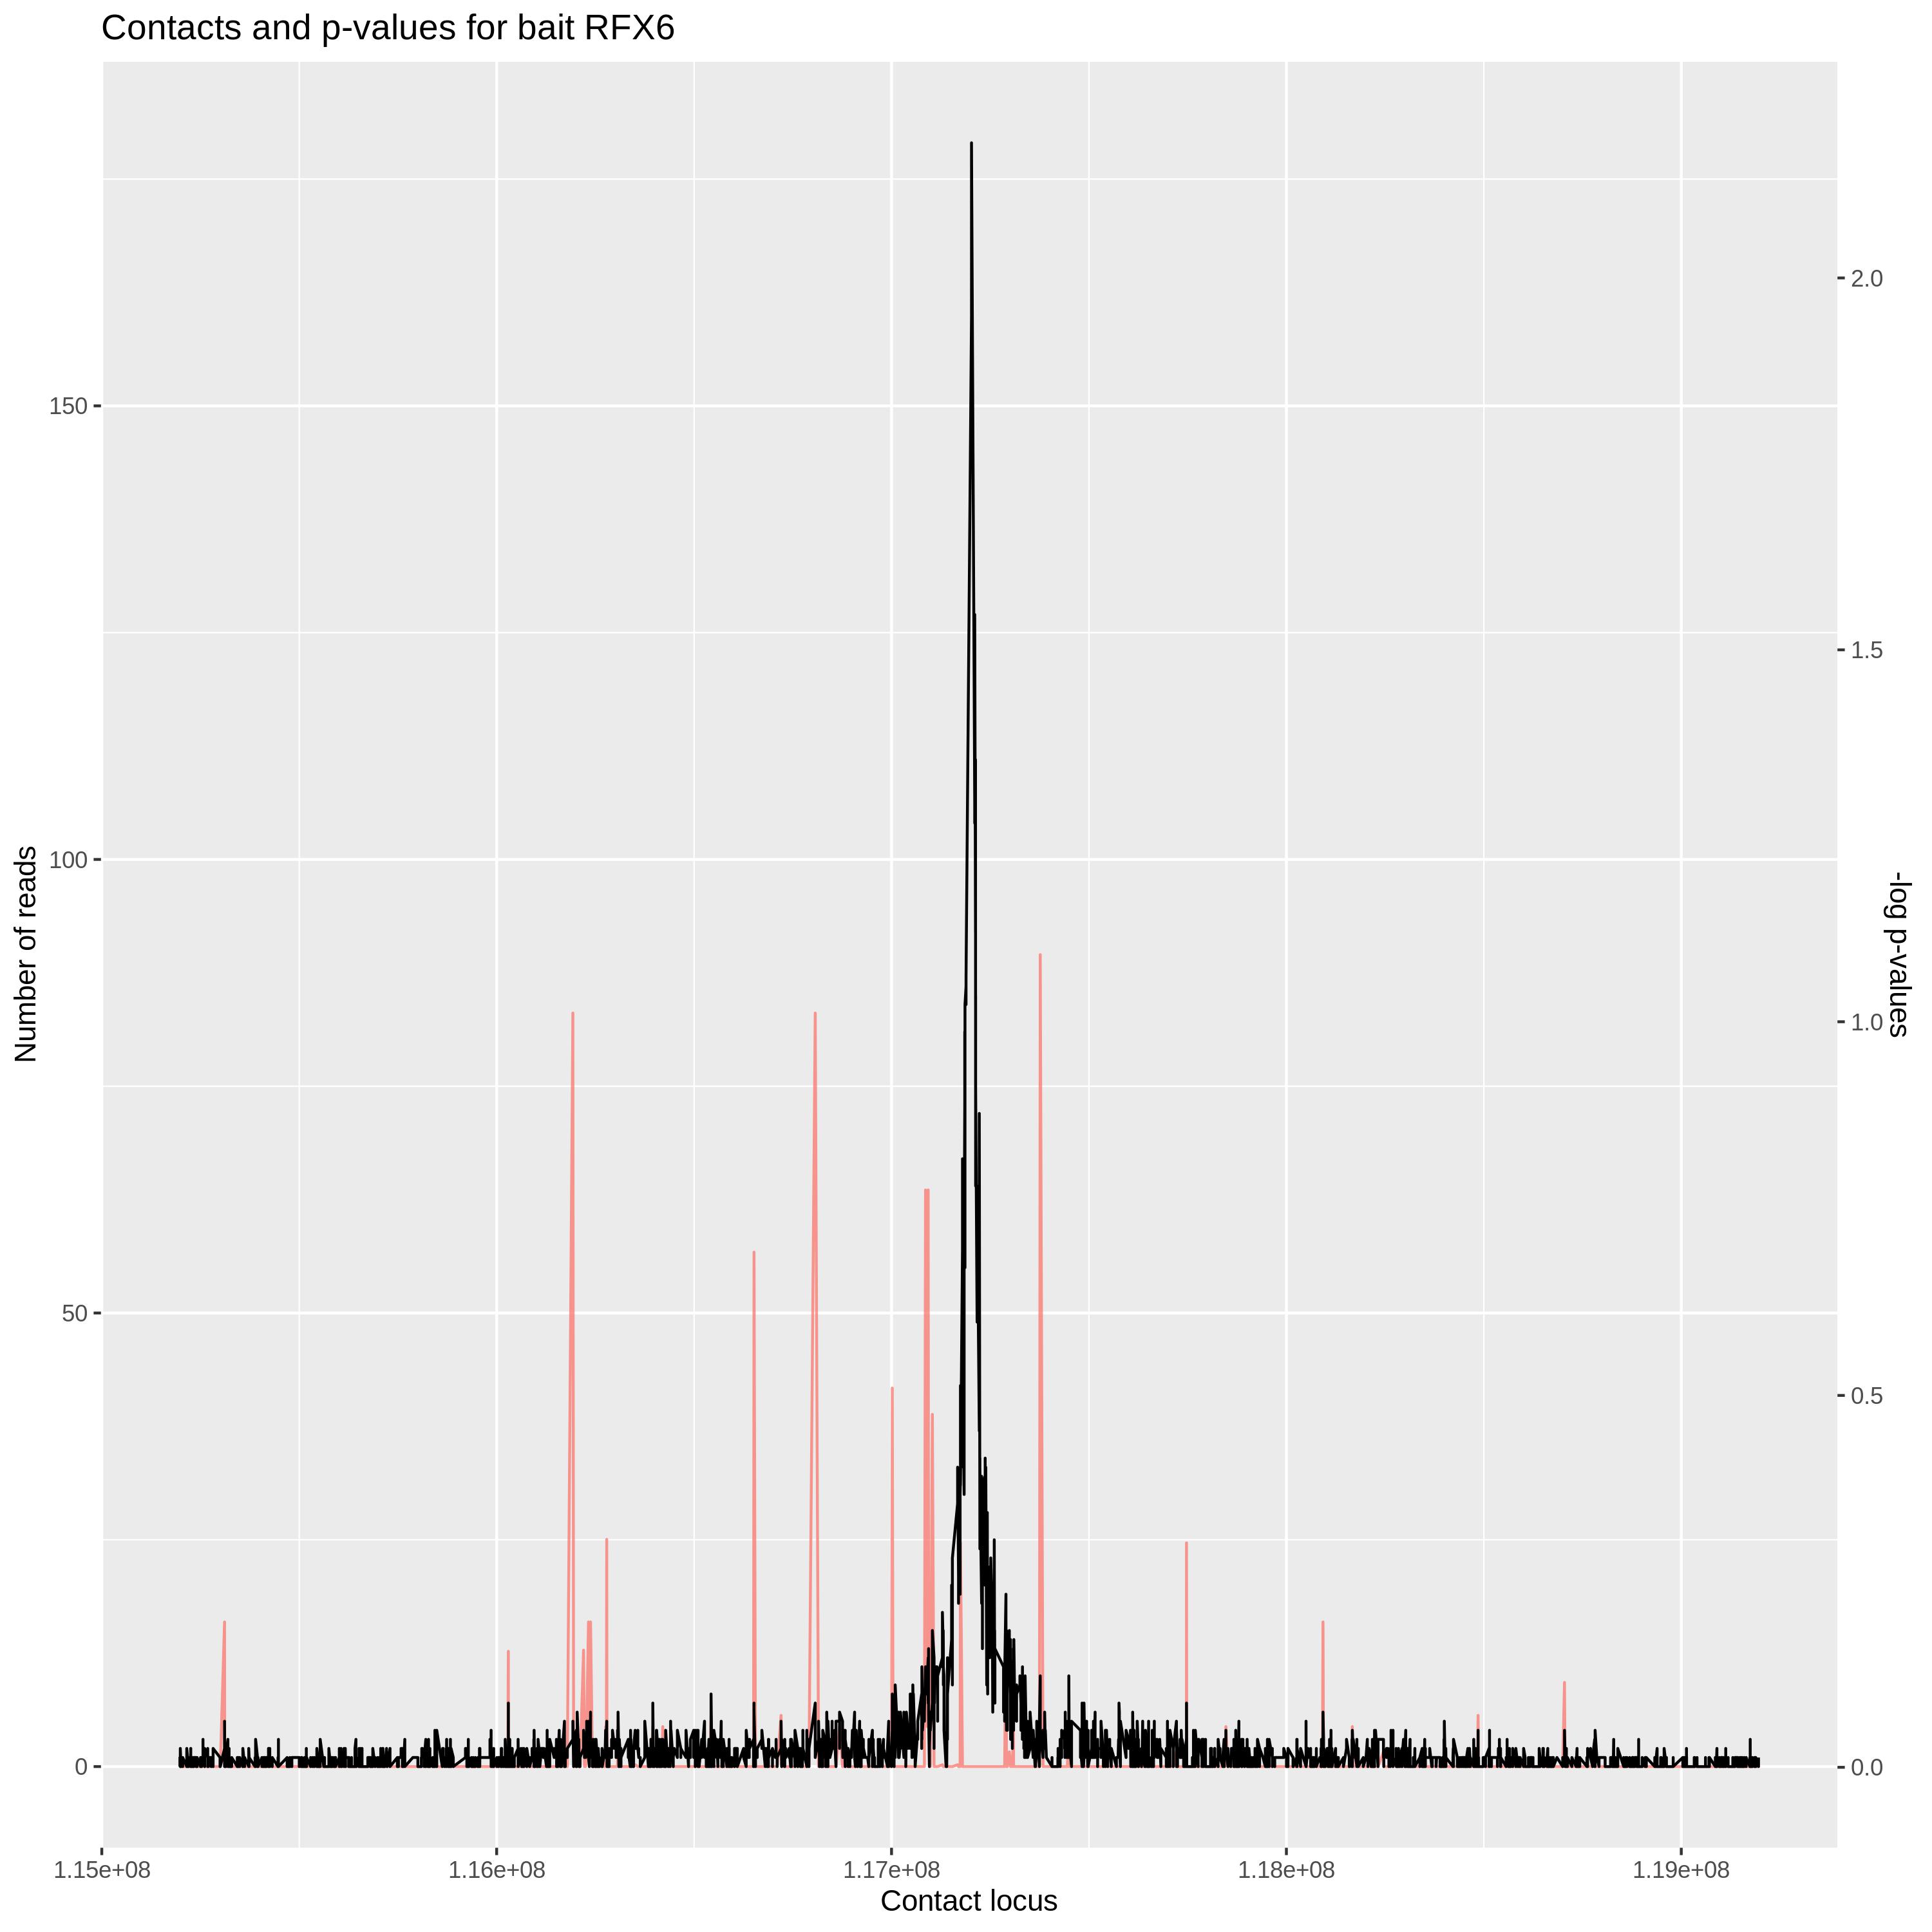 Contacts and p-values for bait RFX6
150
100
50
0
Number of reads
2.0
1.5
1.0
0.5
0.0
-log p-values
1.15e+08
1.16e+08
1.17e+08
1.18e+08
1.19e+08
Contact locus